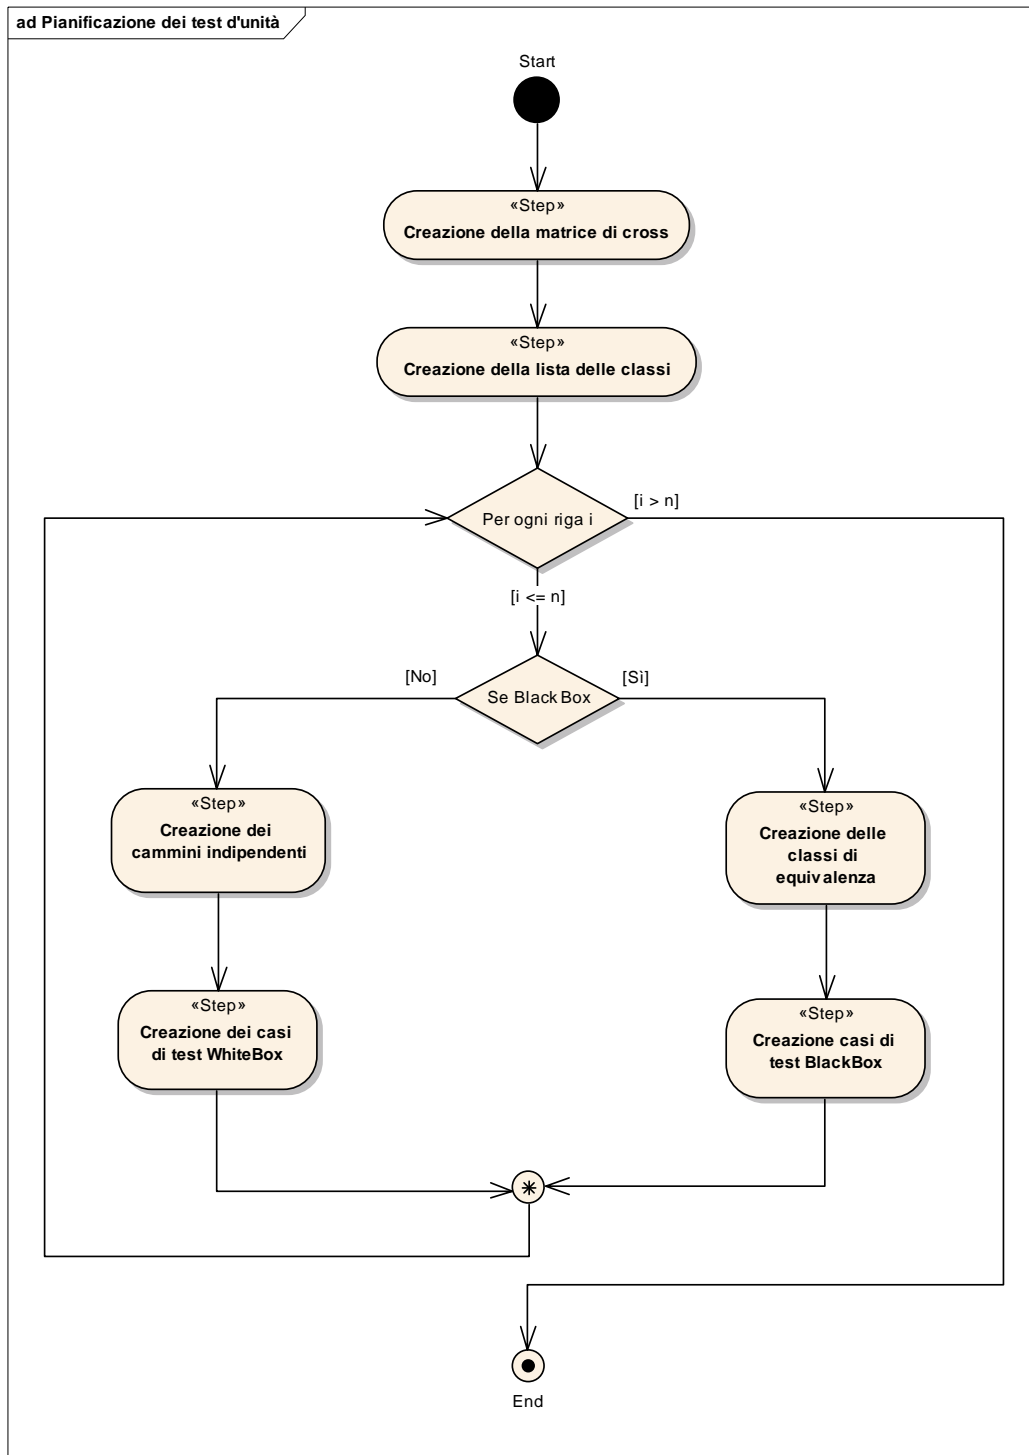 ad Pianificazione dei test d'unità
Start
«Step»
Creazione della matrice di cross
«Step»
Creazione della lista delle classi
Per ogni riga i
[i > n]
[i <= n]
Se BlackBox
[No]
[Sì]
«Step»
Creazione dei
cammini indipendenti
«Step»
Creazione delle
classi di
equivalenza
«Step»
Creazione dei casi
di test WhiteBox
«Step»
Creazione casi di
test BlackBox
End